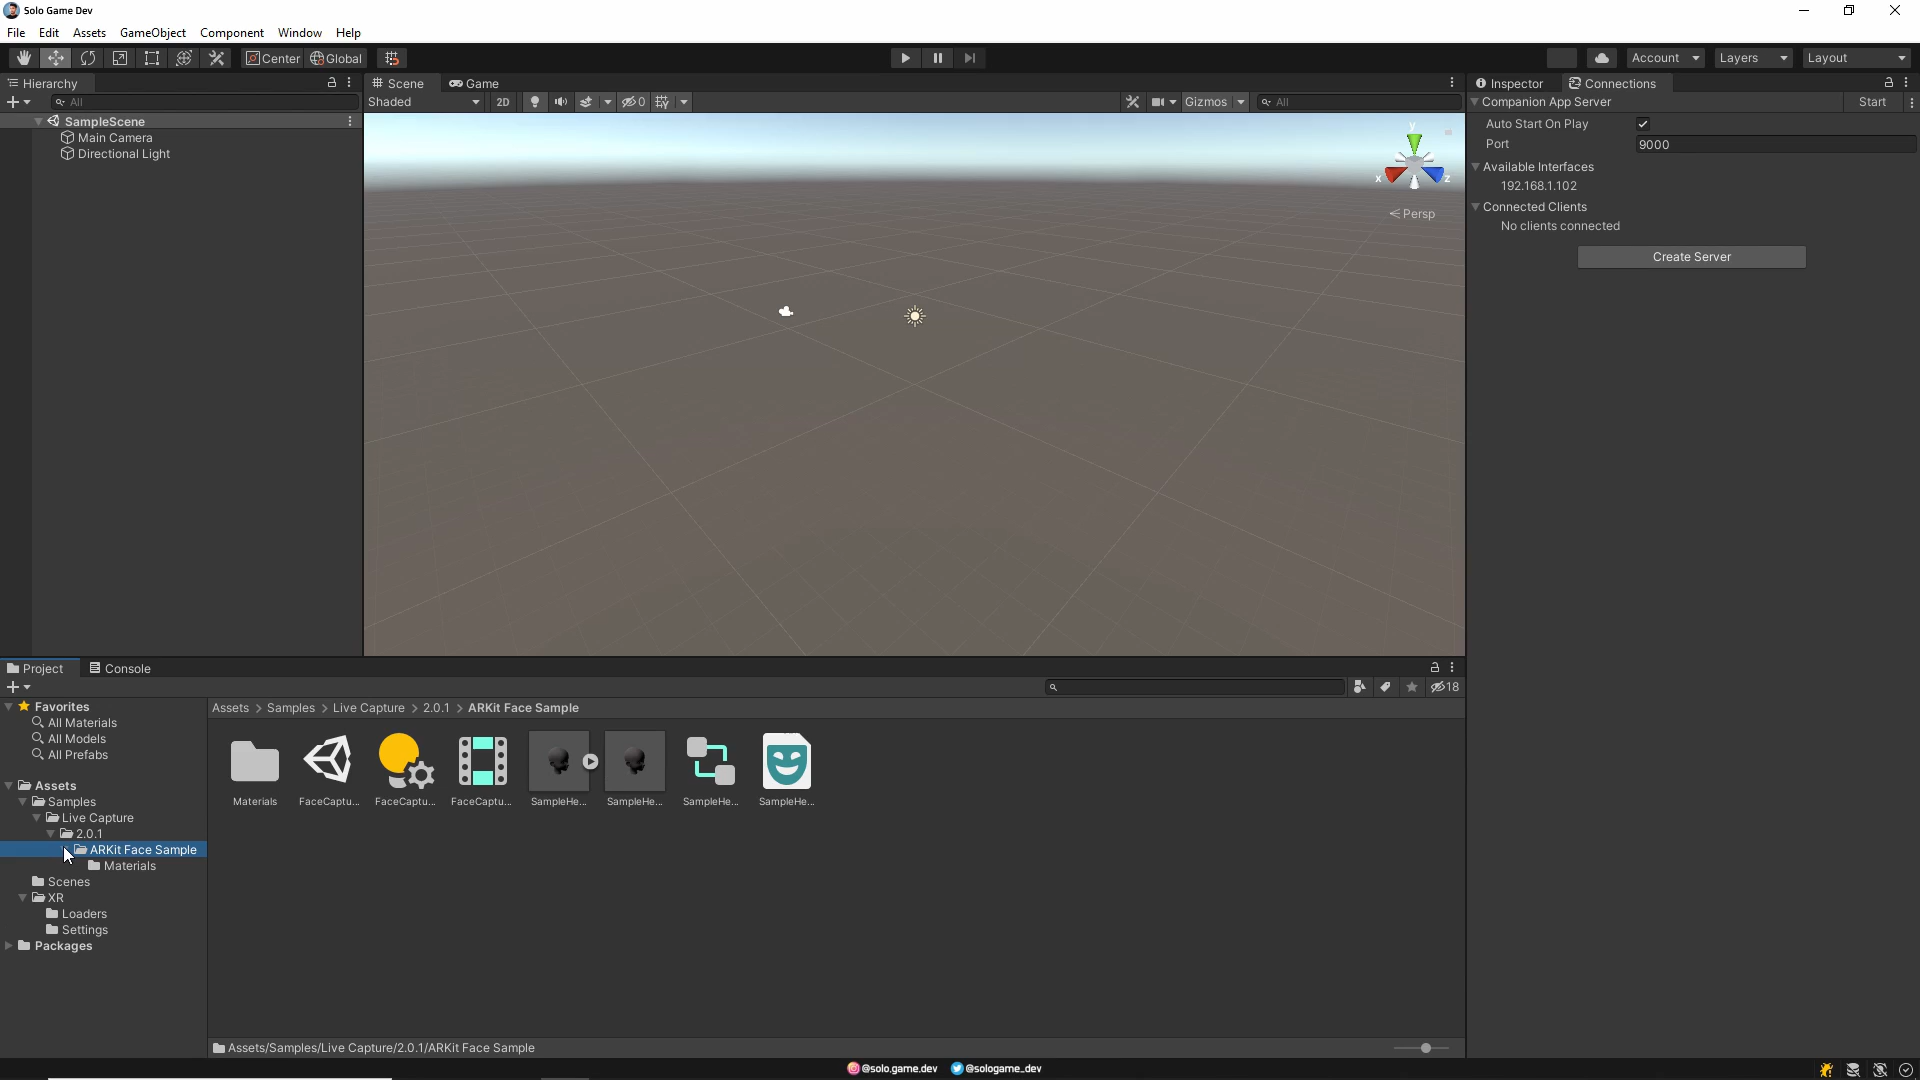 Solo Game Dev
File Edit Assets GameObject Component Window Help
Center Global Account Layers Layout
Hierarchy
All
SampleScene
Main Camera
Directional Light
Scene Game
Shaded 2D 0 Gizmos All
y
x z
Persp
Inspector Connections
Companion App Server Start
Auto Start On Play
Port 9000
Available Interfaces
192.168.1.102
Connected Clients
No clients connected
Create Server
Project Console
18
Favorites
All Materials
All Models
All Prefabs
Assets
Samples
Live Capture
2.0.1
ARKit Face Sample
Materials
Scenes
XR
Loaders
Settings
Packages
Assets > Samples > Live Capture > 2.0.1 > ARKit Face Sample
Materials FaceCaptu... FaceCaptu... FaceCaptu... SampleHe... SampleHe... SampleHe... SampleHe...
Assets/Samples/Live Capture/2.0.1/ARKit Face Sample
@solo.game.dev @sologame_dev